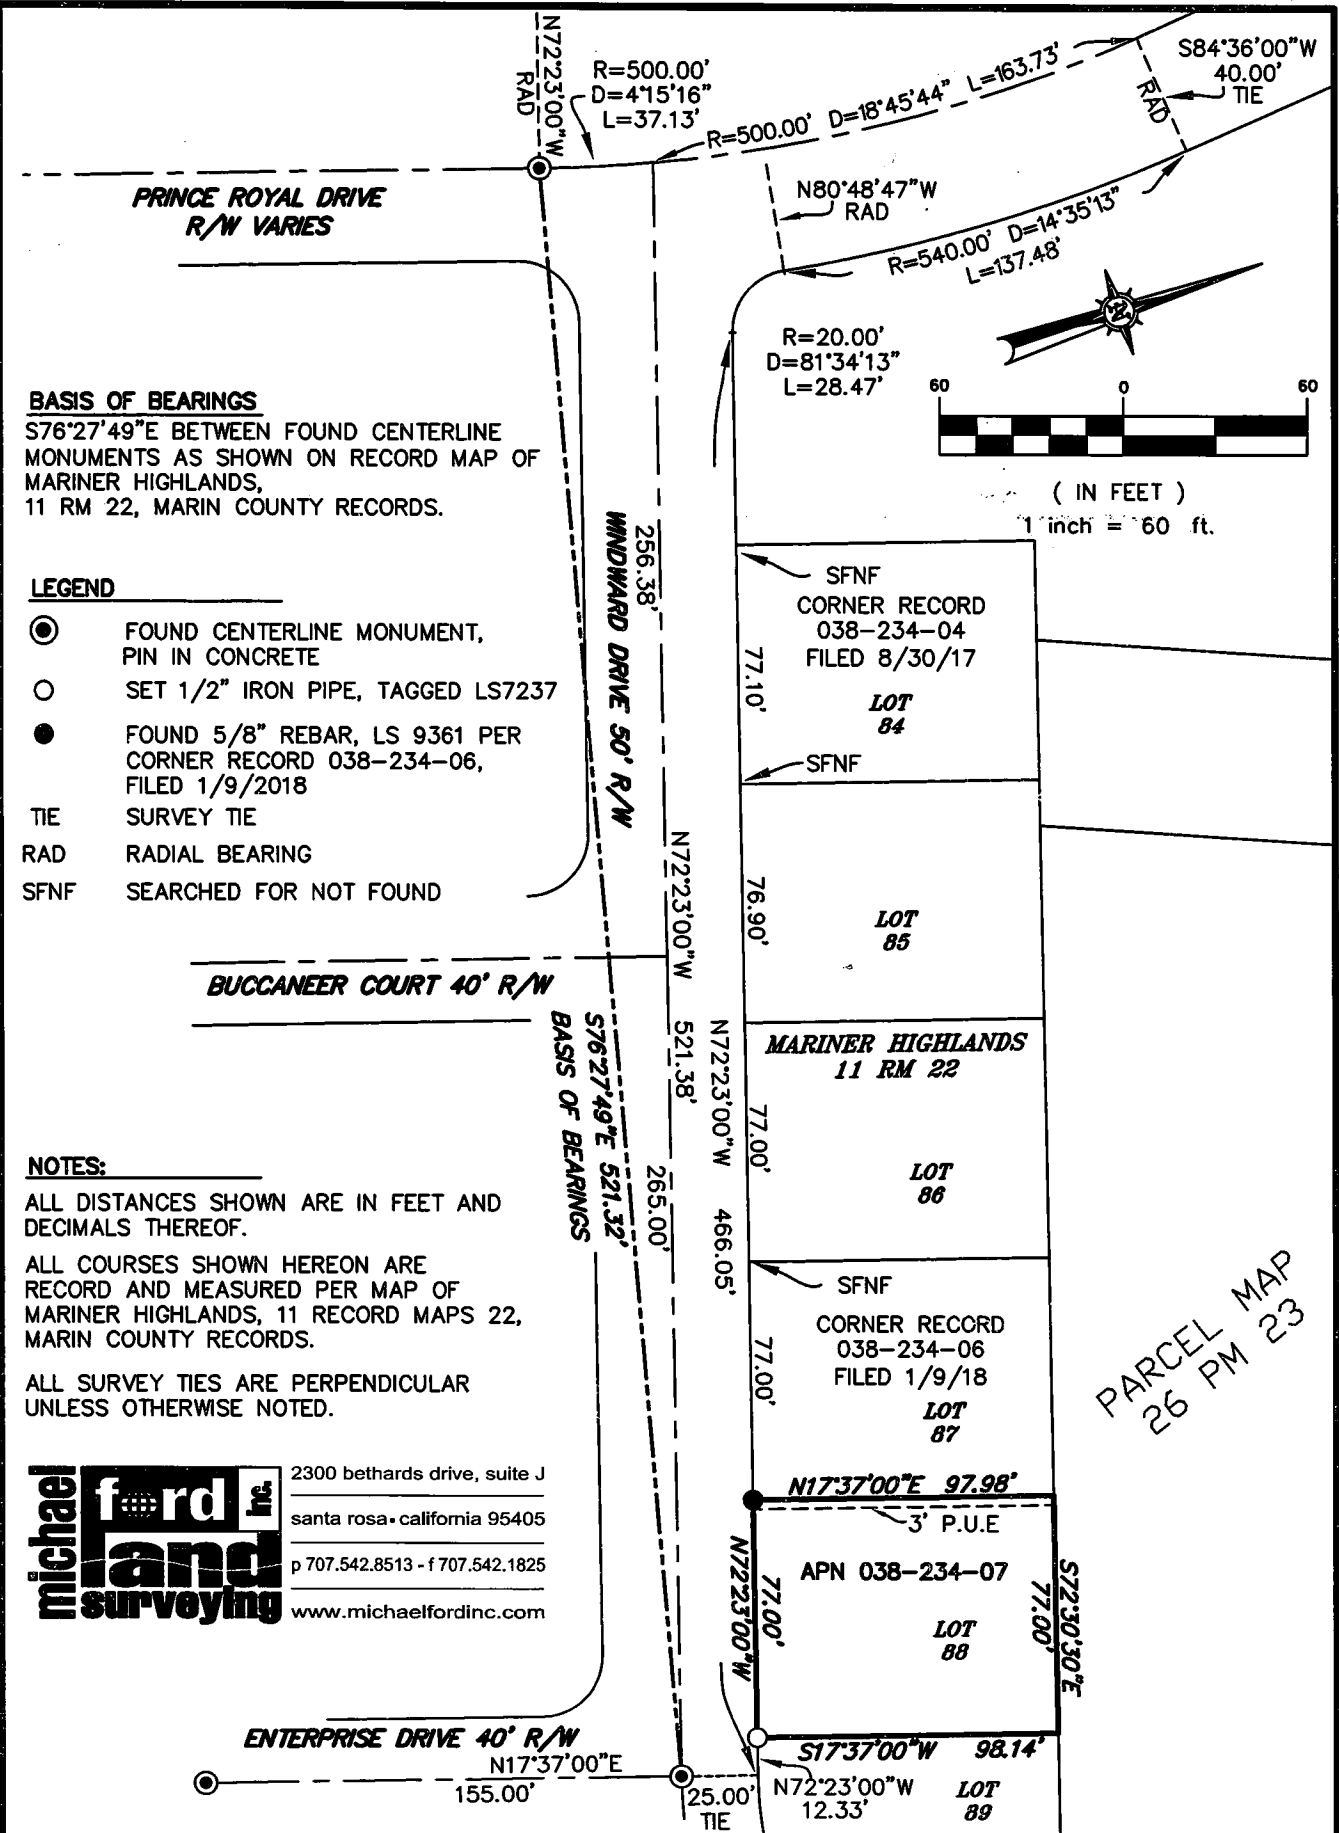 N72°23'00"W
RAD
R=500.00'
D=4°15'16"
L=37.13'
R=500.00' D=18°45'44" L=163.73'
S84°36'00"W
40.00'
TIE
RAD
PRINCE ROYAL DRIVE
R/W VARIES
N80°48'47"W
RAD
R=540.00' D=14°35'13"
L=137.48'
R=20.00'
D=81°34'13"
L=28.47'
N
60 0 60
( IN FEET )
1 inch = 60 ft.
BASIS OF BEARINGS
S76°27'49"E BETWEEN FOUND CENTERLINE
MONUMENTS AS SHOWN ON RECORD MAP OF
MARINER HIGHLANDS,
11 RM 22, MARIN COUNTY RECORDS.
LEGEND
FOUND CENTERLINE MONUMENT,
PIN IN CONCRETE
SET 1/2" IRON PIPE, TAGGED LS7237
FOUND 5/8" REBAR, LS 9361 PER
CORNER RECORD 038-234-06,
FILED 1/9/2018
TIE SURVEY TIE
RAD RADIAL BEARING
SFNF SEARCHED FOR NOT FOUND
256.38'
WINDWARD DRIVE 50' R/W
SFNF
CORNER RECORD
038-234-04
FILED 8/30/17
77.10'
LOT
84
SFNF
N72°23'00"W 521.38'
76.90'
LOT
85
BUCCANEER COURT 40' R/W
S76°27'49"E 521.32'
BASIS OF BEARINGS
265.00'
N72°23'00"W 466.05'
MARINER HIGHLANDS
11 RM 22
77.00'
LOT
86
SFNF
CORNER RECORD
038-234-06
FILED 1/9/18
77.00'
LOT
87
PARCEL MAP
26 PM 23
NOTES:
ALL DISTANCES SHOWN ARE IN FEET AND
DECIMALS THEREOF.
ALL COURSES SHOWN HEREON ARE
RECORD AND MEASURED PER MAP OF
MARINER HIGHLANDS, 11 RECORD MAPS 22,
MARIN COUNTY RECORDS.
ALL SURVEY TIES ARE PERPENDICULAR
UNLESS OTHERWISE NOTED.
michael
ford inc.
land
surveying
2300 bethards drive, suite J
santa rosa▪california 95405
p 707.542.8513 - f 707.542.1825
www.michaelfordinc.com
N17°37'00"E 97.98'
3' P.U.E
N72°23'00"W
77.00'
APN 038-234-07
LOT
88
77.00'
S72°30'30"E
S17°37'00"W 98.14'
ENTERPRISE DRIVE 40' R/W
N17°37'00"E
155.00'
25.00'
TIE
N72°23'00"W
12.33'
LOT
89